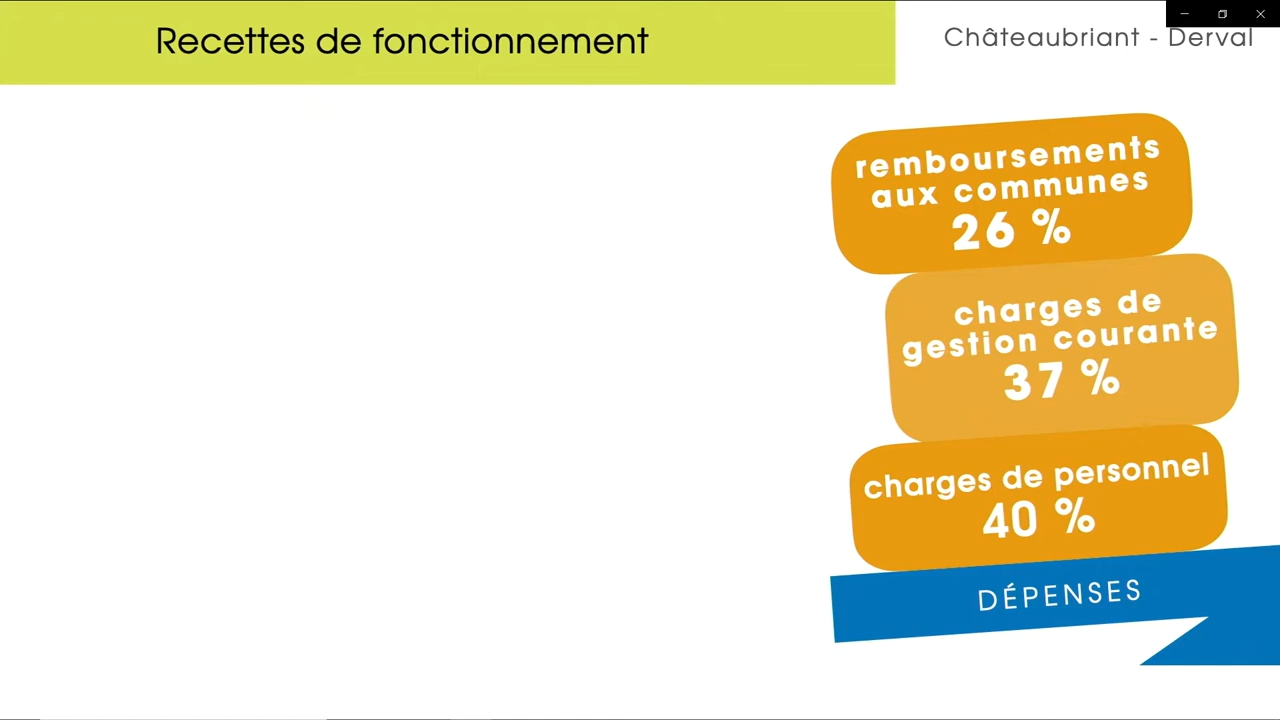 Recettes de fonctionnement
Châteaubriant - Derval
remboursements
aux communes
26 %
charges de
gestion courante
37 %
charges de personnel
40 %
DÉPENSES